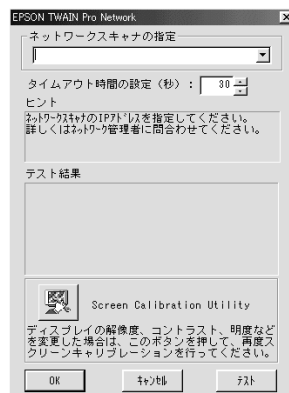 EPSON TWAIN Pro Network
ネットワークスキャナの指定
タイムアウト時間の設定（秒）： 30
ヒント
ﾈｯﾄﾜｰｸｽｷｬﾅのIPｱﾄﾞﾚｽを指定してください。
詳しくはﾈｯﾄﾜｰｸ管理者に問合わせてください。
テスト結果
Screen Calibration Utility
ディスプレイの解像度、コントラスト、明度など
を変更した場合は、このボタンを押して、再度ス
クリーンキャリブレーションを行ってください。
OK ｷｬﾝｾﾙ ﾃｽﾄ